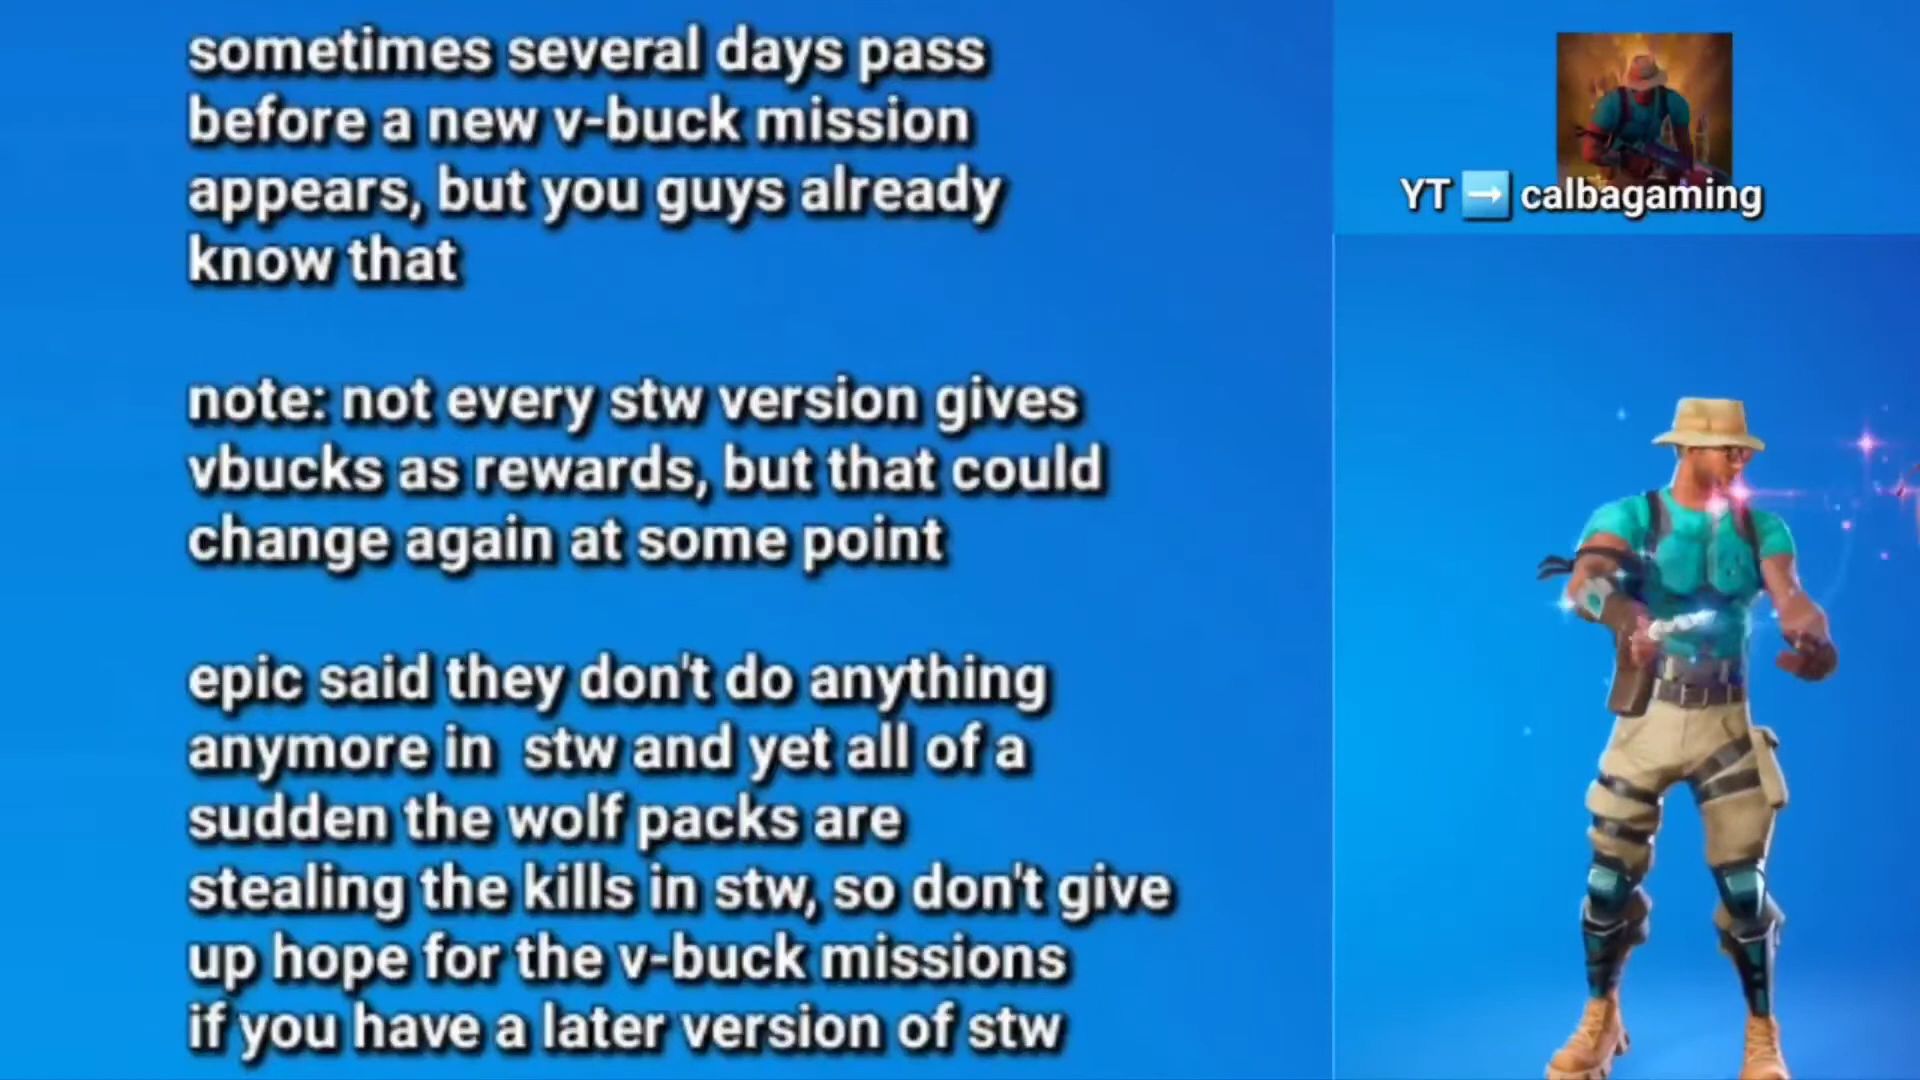 sometimes several days pass
before a new v-buck mission
appears, but you guys already
know that
note: not every stw version gives
vbucks as rewards, but that could
change again at some point
epic said they don't do anything
anymore in  stw and yet all of a
sudden the wolf packs are
stealing the kills in stw, so don't give
up hope for the v-buck missions
if you have a later version of stw
YT ➡️ calbagaming